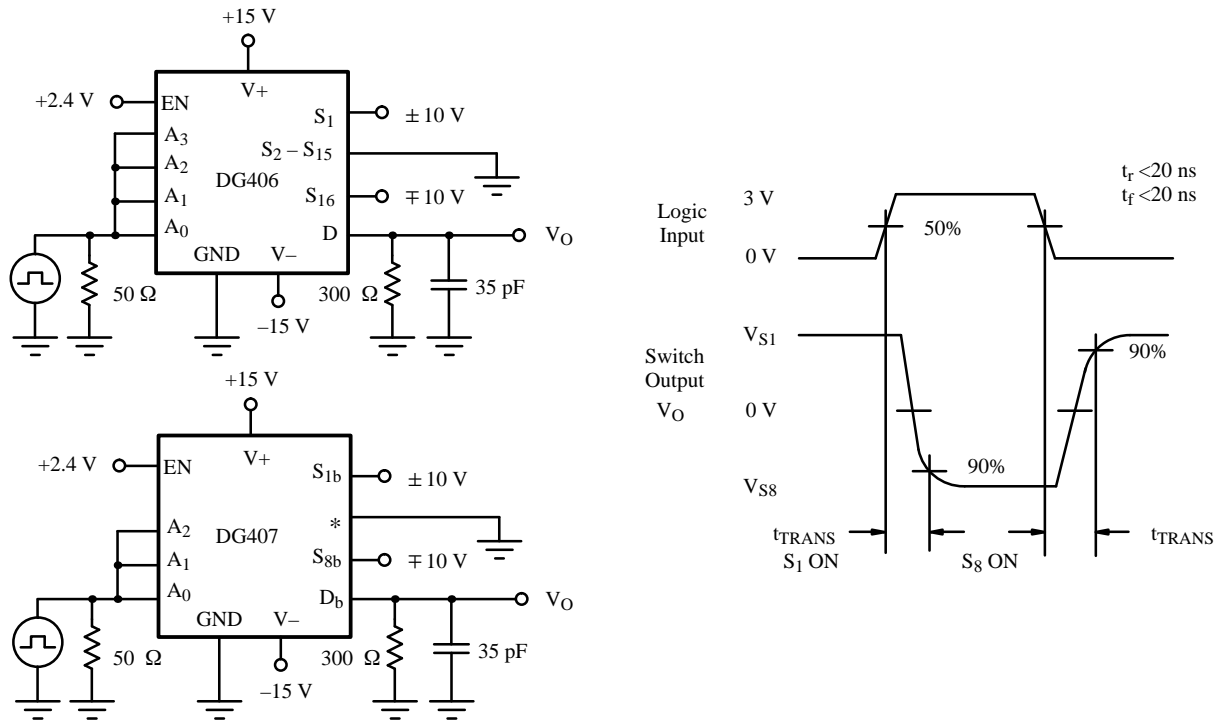 +15 V
V+
+2.4 V
EN
A3
A2
A1
A0
DG406
S1
± 10 V
S2 – S15
S16
∓ 10 V
D
VO
GND
V–
50 Ω
–15 V
300 Ω
35 pF
+15 V
V+
+2.4 V
EN
A2
A1
A0
DG407
S1b
± 10 V
*
S8b
∓ 10 V
Db
VO
GND
V–
50 Ω
–15 V
300 Ω
35 pF
Logic
Input
3 V
0 V
50%
tr <20 ns
tf <20 ns
Switch
Output
VO
VS1
0 V
VS8
90%
90%
tTRANS
S1 ON
S8 ON
tTRANS